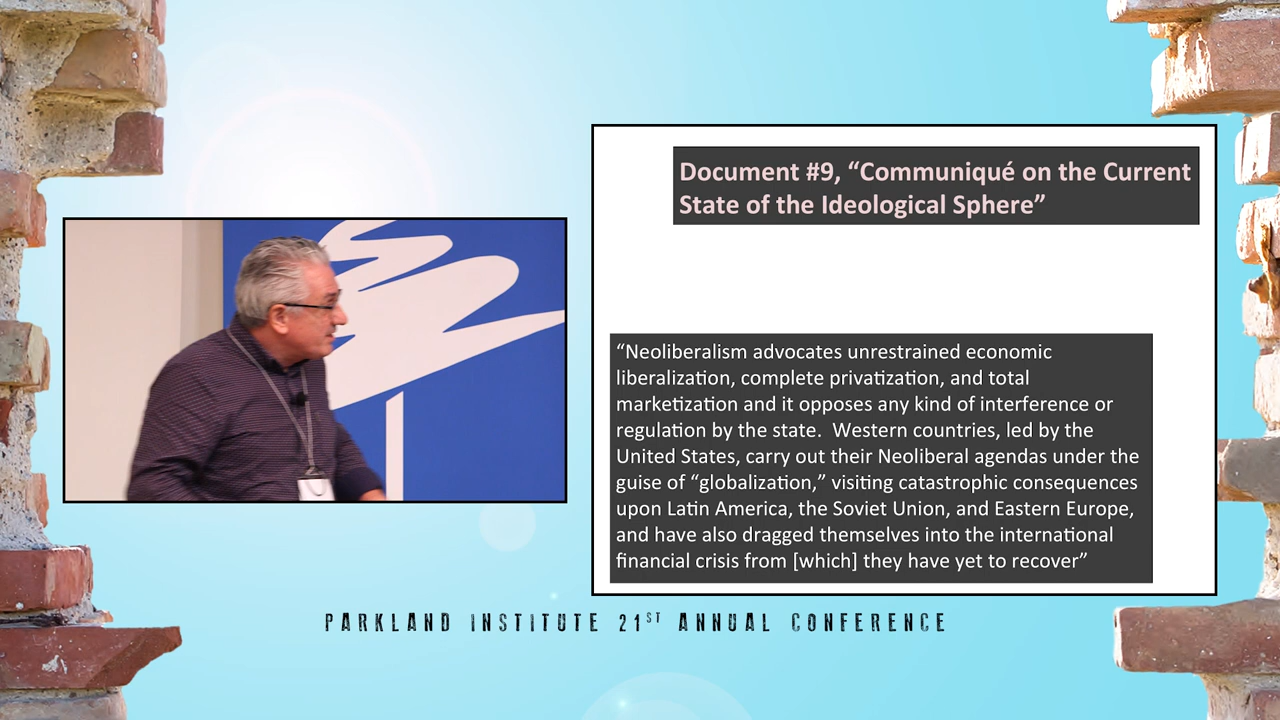 Document #9, “Communiqué on the Current
State of the Ideological Sphere”
“Neoliberalism advocates unrestrained economic
liberalization, complete privatization, and total
marketization and it opposes any kind of interference or
regulation by the state.  Western countries, led by the
United States, carry out their Neoliberal agendas under the
guise of “globalization,” visiting catastrophic consequences
upon Latin America, the Soviet Union, and Eastern Europe,
and have also dragged themselves into the international
financial crisis from [which] they have yet to recover”
PARKLAND INSTITUTE 21ST ANNUAL CONFERENCE